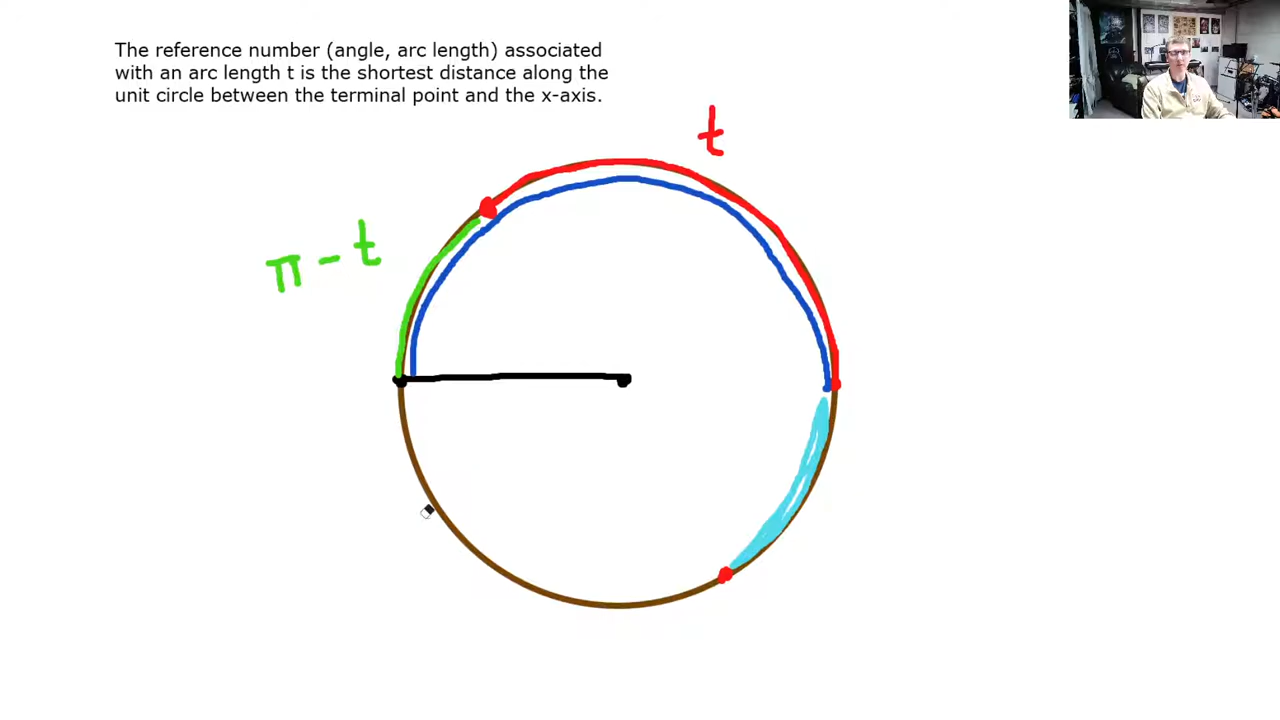 The reference number (angle, arc length) associated
with an arc length t is the shortest distance along the
unit circle between the terminal point and the x-axis.
t
π - t